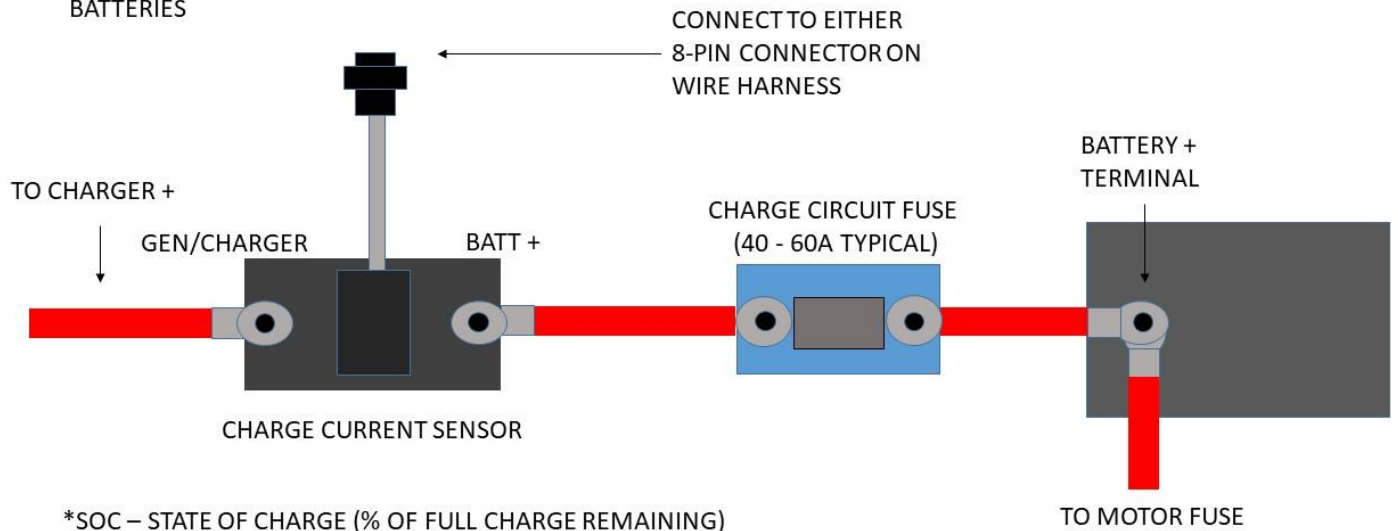 BATTERIES
CONNECT TO EITHER
8-PIN CONNECTOR ON
WIRE HARNESS
BATTERY +
TERMINAL
TO CHARGER +
CHARGE CIRCUIT FUSE
(40 - 60A TYPICAL)
GEN/CHARGER
BATT +
CHARGE CURRENT SENSOR
*SOC – STATE OF CHARGE (% OF FULL CHARGE REMAINING)
TO MOTOR FUSE